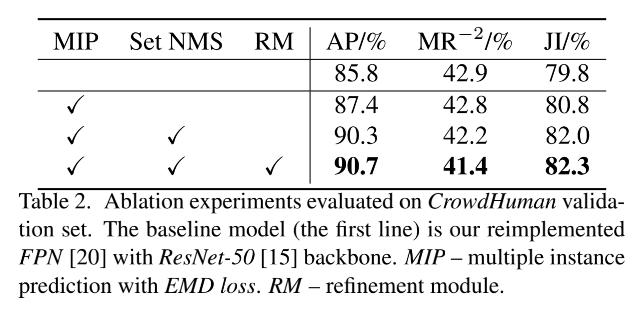 MIP Set NMS RM AP/% MR⁻²/% JI/%
85.8 42.9 79.8
✓ 87.4 42.8 80.8
✓ ✓ 90.3 42.2 82.0
✓ ✓ ✓ 90.7 41.4 82.3
Table 2. Ablation experiments evaluated on CrowdHuman valida-
tion set. The baseline model (the first line) is our reimplemented
FPN [20] with ResNet-50 [15] backbone. MIP – multiple instance
prediction with EMD loss. RM – refinement module.